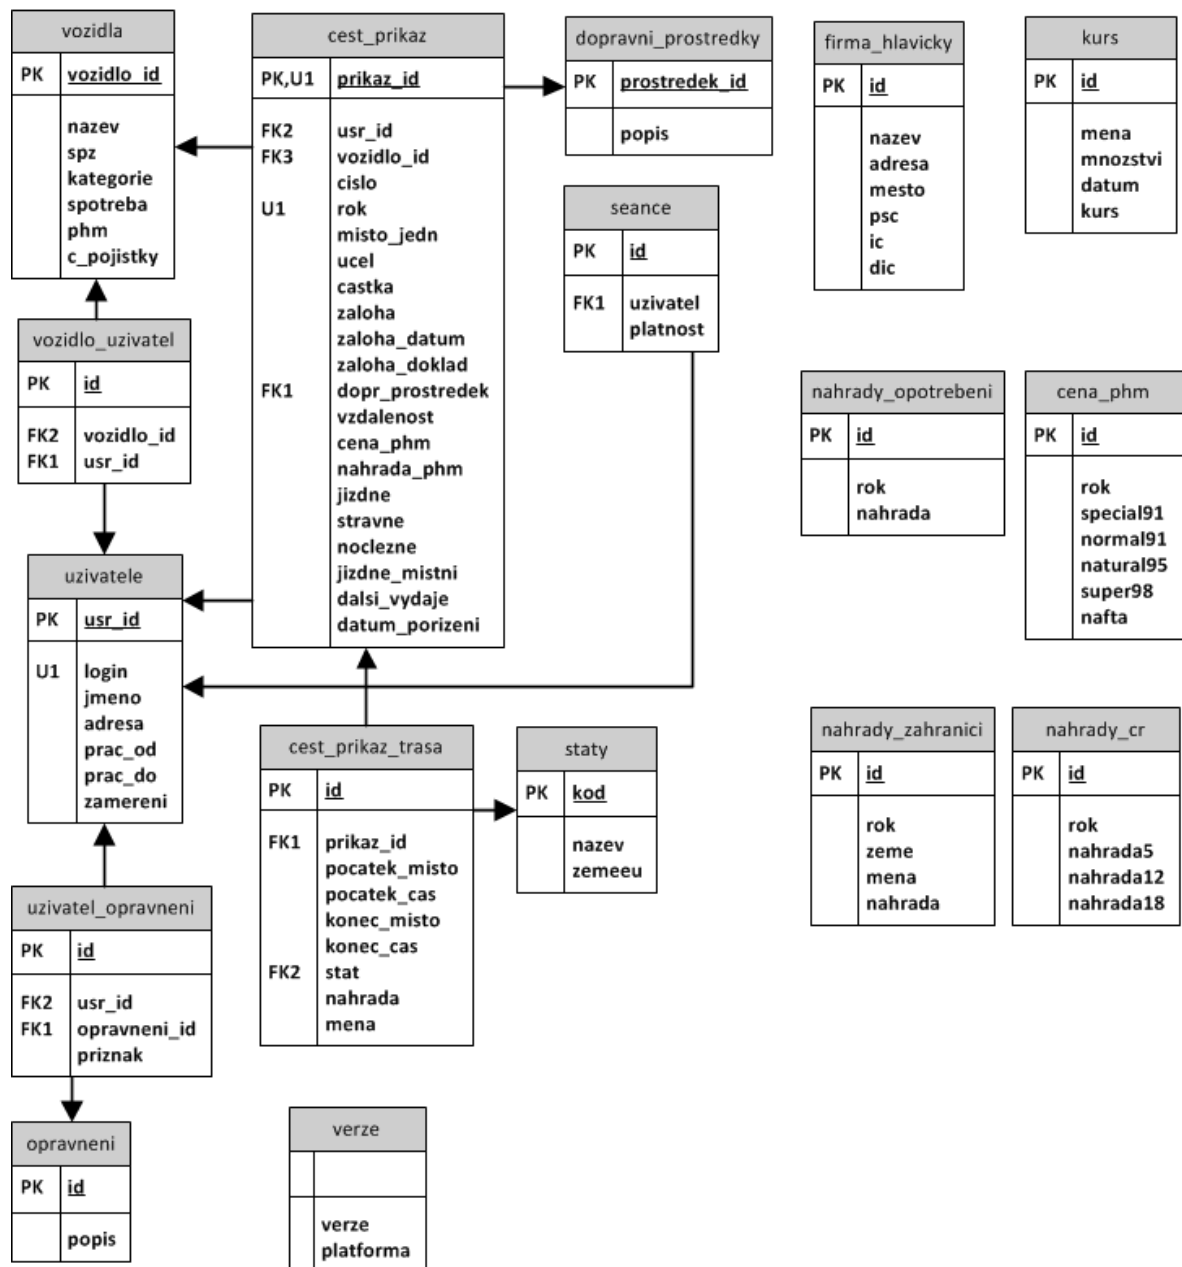 vozidla
PK vozidlo_id
nazev
spz
kategorie
spotreba
phm
c_pojistky
cest_prikaz
PK,U1 prikaz_id
FK2 usr_id
FK3 vozidlo_id
cislo
U1 rok
misto_jedn
ucel
castka
zaloha
zaloha_datum
zaloha_doklad
FK1 dopr_prostredek
vzdalenost
cena_phm
nahrada_phm
jizdne
stravne
noclezne
jizdne_mistni
dalsi_vydaje
datum_porizeni
dopravni_prostredky
PK prostredek_id
popis
firma_hlavicky
PK id
nazev
adresa
mesto
psc
ic
dic
kurs
PK id
mena
mnozstvi
datum
kurs
seance
PK id
FK1 uzivatel
platnost
vozidlo_uzivatel
PK id
FK2 vozidlo_id
FK1 usr_id
nahrady_opotrebeni
PK id
rok
nahrada
cena_phm
PK id
rok
special91
normal91
natural95
super98
nafta
uzivatele
PK usr_id
U1 login
jmeno
adresa
prac_od
prac_do
zamereni
cest_prikaz_trasa
PK id
FK1 prikaz_id
pocatek_misto
pocatek_cas
konec_misto
konec_cas
FK2 stat
nahrada
mena
staty
PK kod
nazev
zemeeu
nahrady_zahranici
PK id
rok
zeme
mena
nahrada
nahrady_cr
PK id
rok
nahrada5
nahrada12
nahrada18
uzivatel_opravneni
PK id
FK2 usr_id
FK1 opravneni_id
priznak
opravneni
PK id
popis
verze
verze
platforma